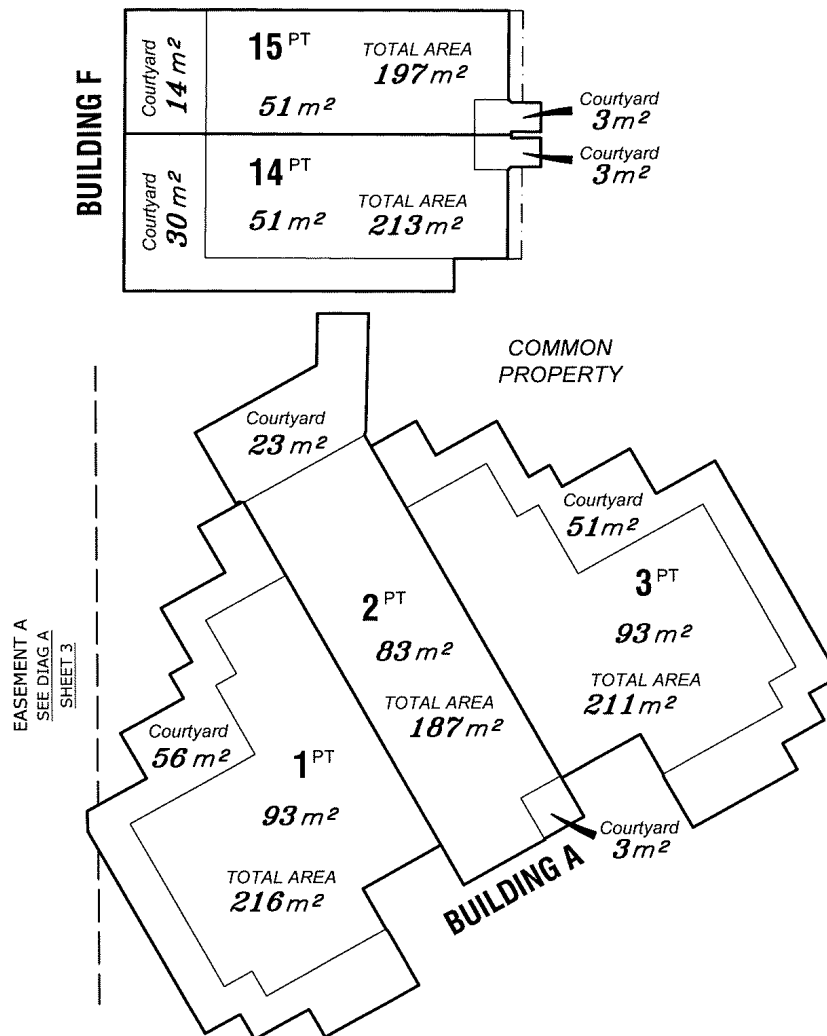 BUILDING F
Courtyard
14 m²
15 PT
51 m²
TOTAL AREA
197 m²
Courtyard
3 m²
Courtyard
3 m²
Courtyard
30 m²
14 PT
51 m²
TOTAL AREA
213 m²
COMMON
PROPERTY
Courtyard
23 m²
Courtyard
51 m²
3 PT
93 m²
TOTAL AREA
211 m²
2 PT
83 m²
TOTAL AREA
187 m²
EASEMENT A
SEE DIAG A
SHEET 3
Courtyard
56 m²
1 PT
93 m²
TOTAL AREA
216 m²
Courtyard
3 m²
BUILDING A